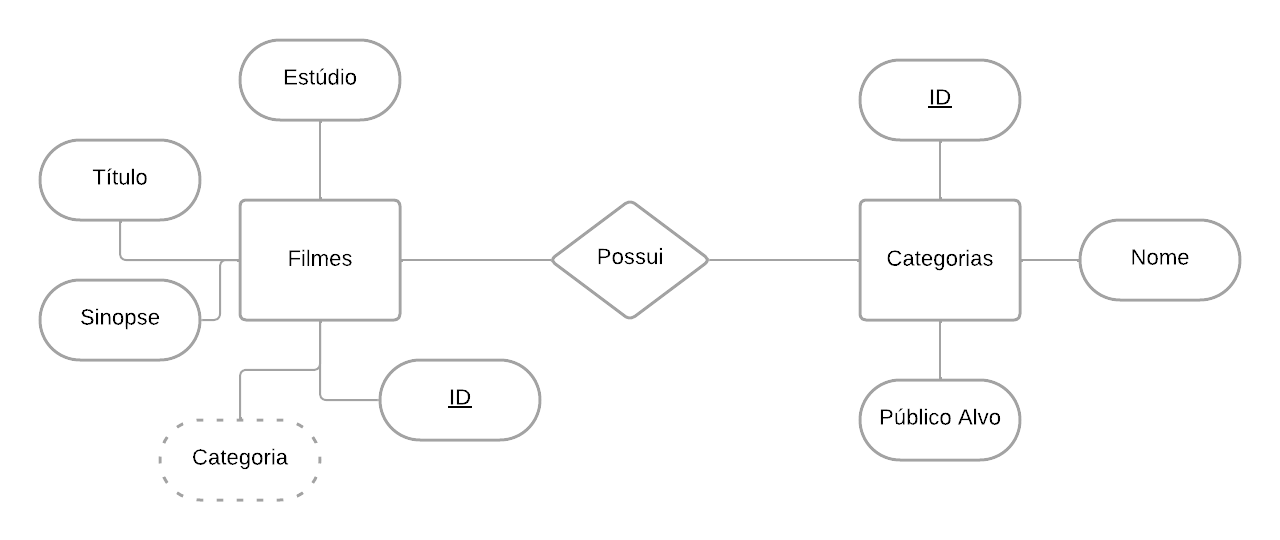 Estúdio
ID
Título
Filmes
Possui
Categorias
Nome
Sinopse
ID
Público Alvo
Categoria